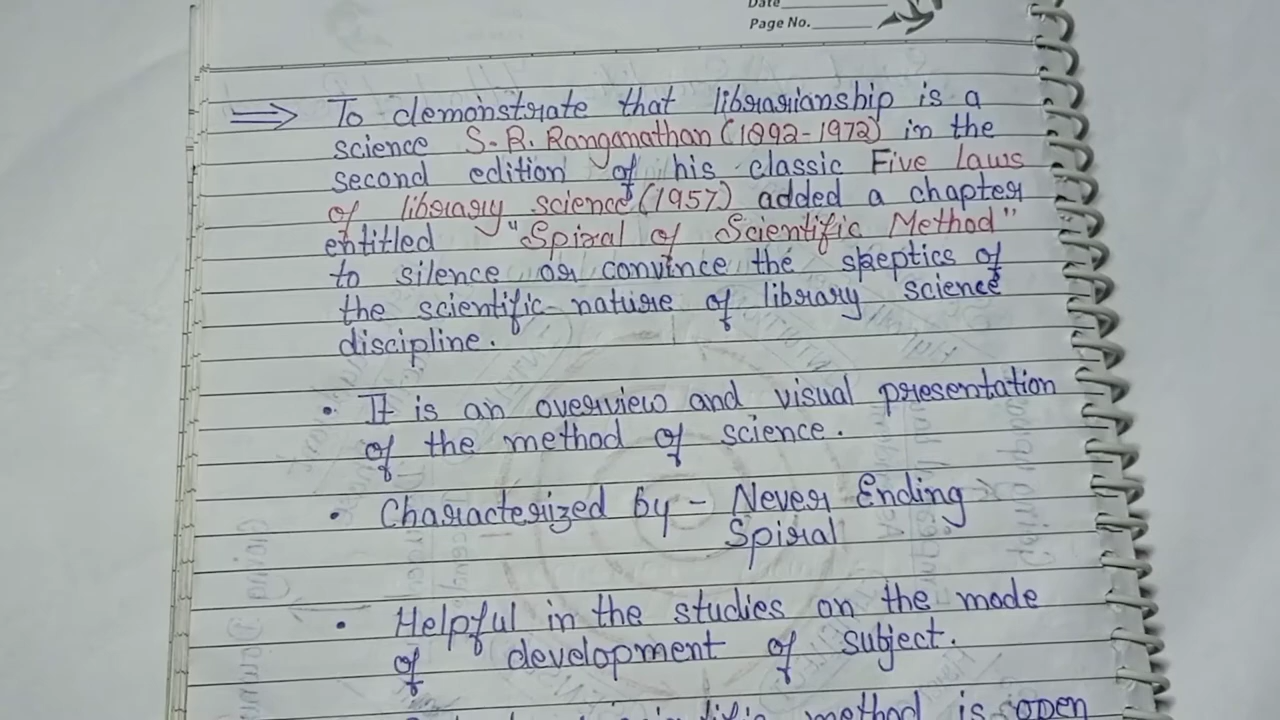 Date
Page No.
⇒ To demonstrate that librarianship is a
science S. R. Ranganathan (1892-1972) in the
second edition of his classic Five laws
of library science (1957) added a chapter
entitled "Spiral of Scientific Method"
to silence or convince the skeptics of
the scientific nature of library science
discipline.
• It is an overview and visual presentation
of the method of science.
• Characterized by - Never Ending
Spiral
• Helpful in the studies on the mode
of development of subject.
method is open